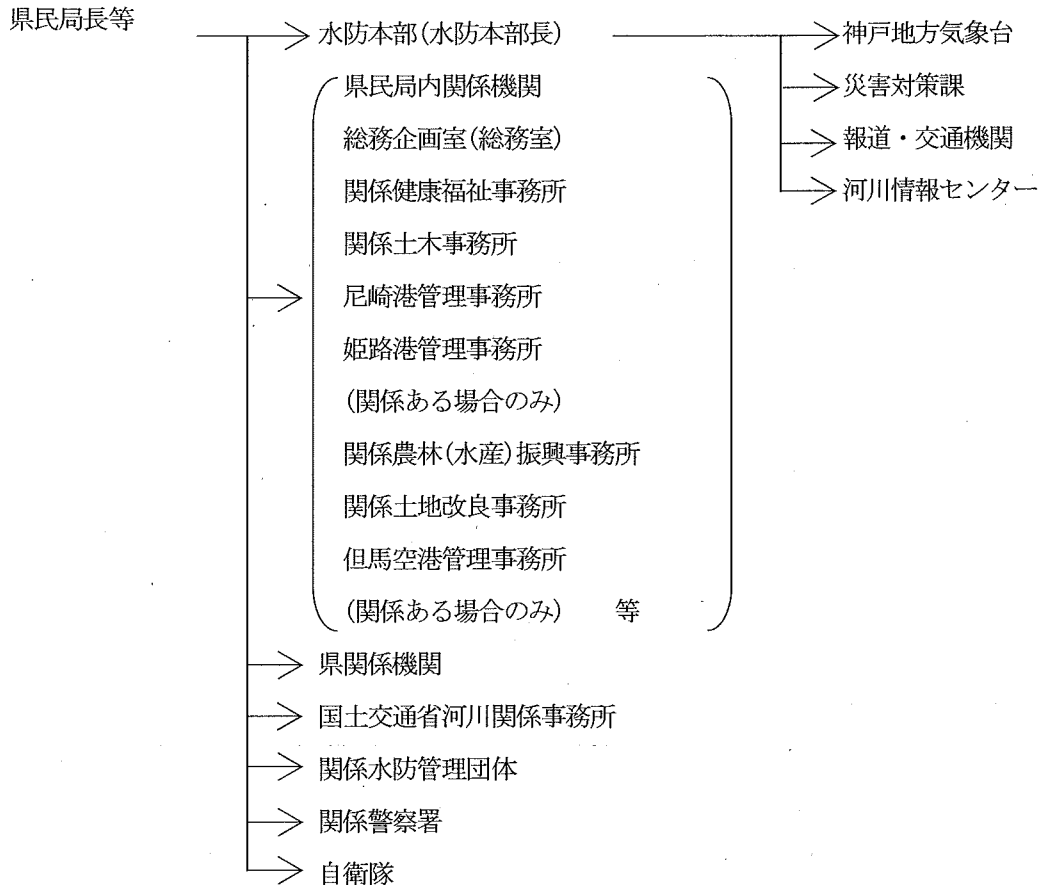 県民局長等
水防本部(水防本部長)
神戸地方気象台
災害対策課
報道・交通機関
河川情報センター
県民局内関係機関
総務企画室(総務室)
関係健康福祉事務所
関係土木事務所
尼崎港管理事務所
姫路港管理事務所
(関係ある場合のみ)
関係農林(水産)振興事務所
関係土地改良事務所
但馬空港管理事務所
(関係ある場合のみ) 等
県関係機関
国土交通省河川関係事務所
関係水防管理団体
関係警察署
自衛隊